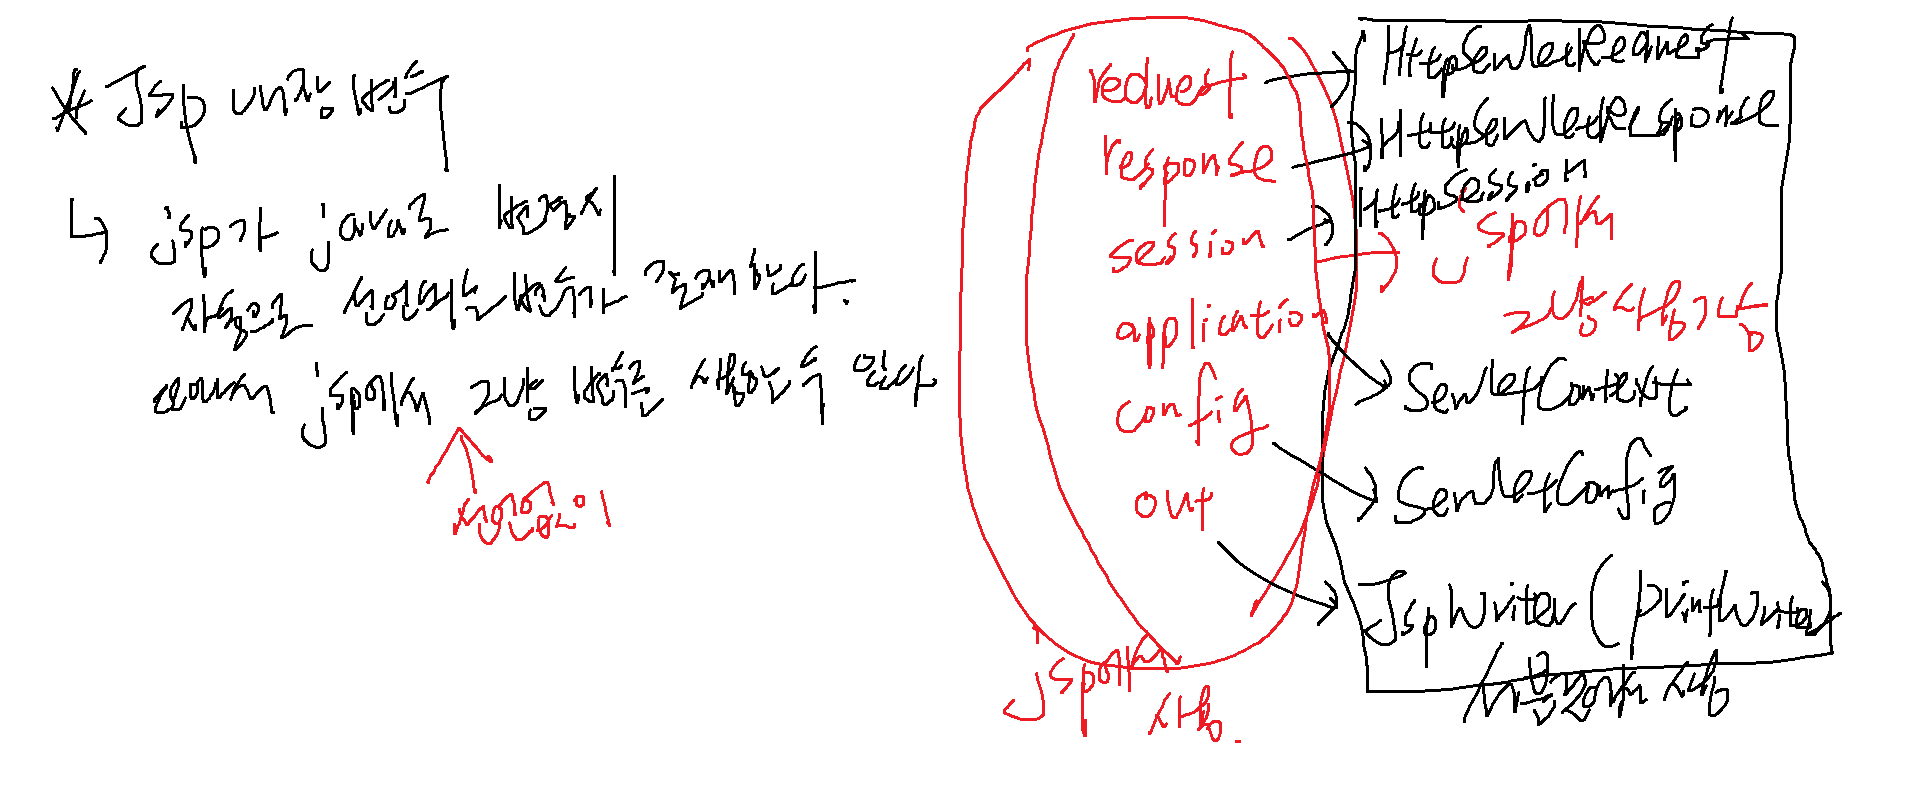 * Jsp 내장 변수
↳ jsp가 java로 변경시
자동으로 선언되는 변수가 존재한다.
따라서 jsp에서 그냥 변수를 사용할 수 있다
선언없이
request → HttpServletRequest
response → HttpServletResponse
session → HttpSession
jsp에서
그냥 사용가능
application → ServletContext
config → ServletConfig
out → JspWriter (printWriter
jsp에서
사용.
서블릿에서 사용